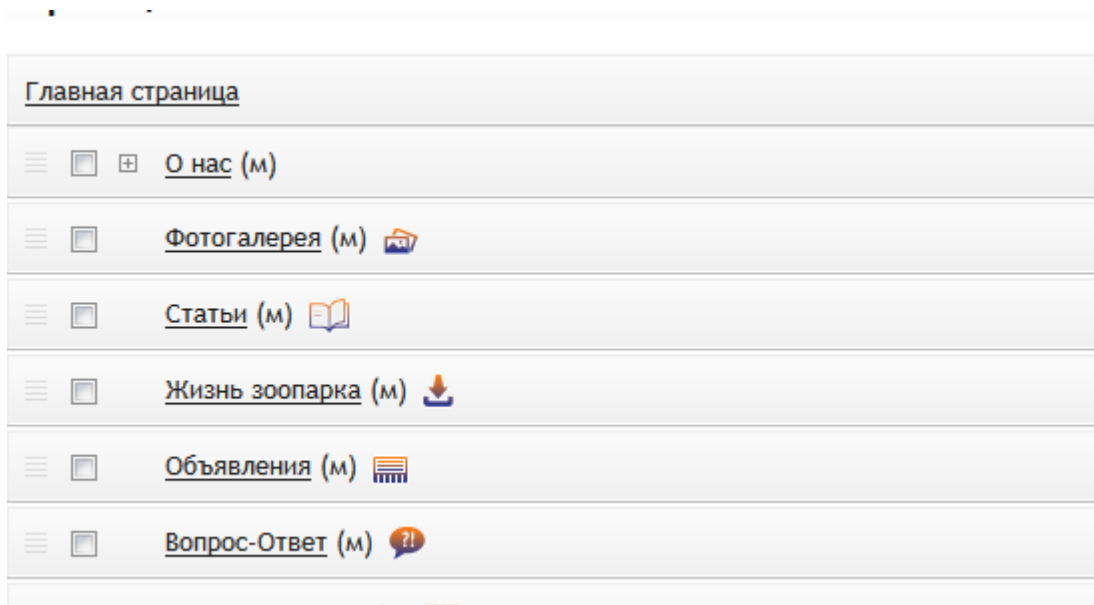 Главная страница
О нас (м)
Фотогалерея (м)
Статьи (м)
Жизнь зоопарка (м)
Объявления (м)
Вопрос-Ответ (м)